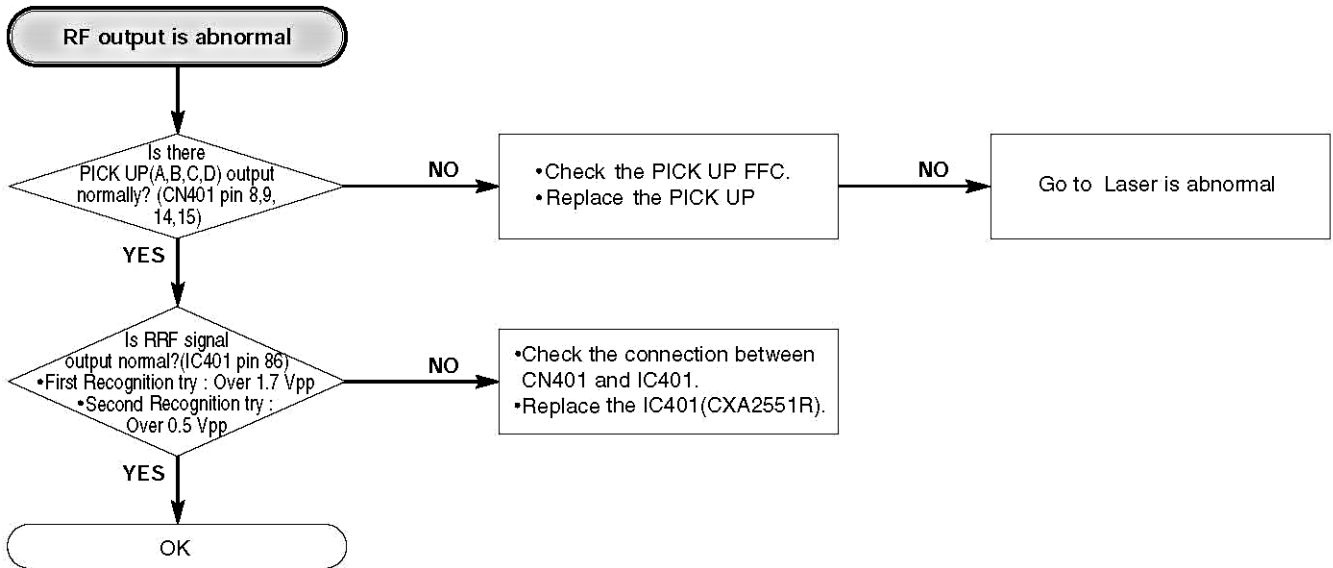 RF output is abnormal
Is there
PICK UP(A,B,C,D) output
normally? (CN401 pin 8,9,
14,15)
NO
•Check the PICK UP FFC.
•Replace the PICK UP
NO
Go to Laser is abnormal
YES
Is RRF signal
output normal?(IC401 pin 86)
•First Recognition try : Over 1.7 Vpp
•Second Recognition try :
Over 0.5 Vpp
NO
•Check the connection between
CN401 and IC401.
•Replace the IC401(CXA2551R).
YES
OK